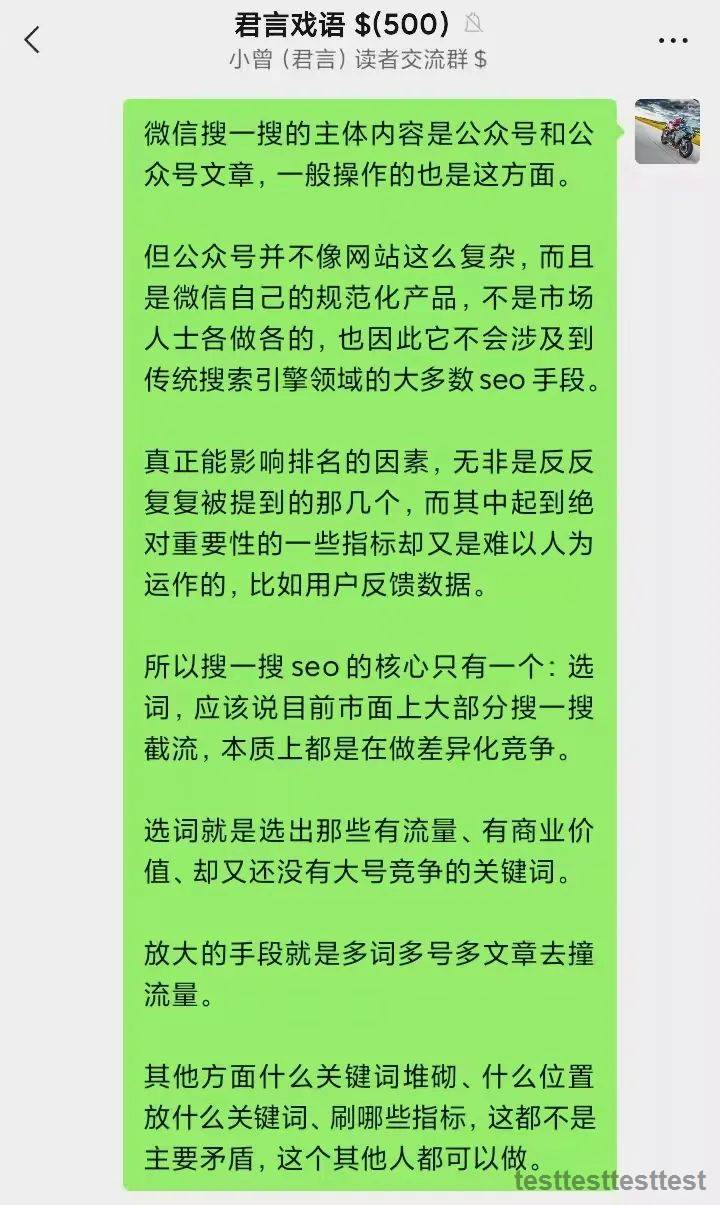 君言戏语 $(500)
小曾（君言）读者交流群 $
微信搜一搜的主体内容是公众号和公
众号文章，一般操作的也是这方面。
但公众号并不像网站这么复杂，而且
是微信自己的规范化产品，不是市场
人士各做各的，也因此它不会涉及到
传统搜索引擎领域的大多数 seo 手段。
真正能影响排名的因素，无非是反反
复复被提到的那几个，而其中起到绝
对重要性的一些指标却又是难以人为
运作的，比如用户反馈数据。
所以搜一搜 seo 的核心只有一个：选
词，应该说目前市面上大部分搜一搜
截流，本质上都是在做差异化竞争。
选词就是选出那些有流量、有商业价
值、却又还没有大号竞争的关键词。
放大的手段就是多词多号多文章去撞
流量。
其他方面什么关键词堆砌、什么位置
放什么关键词、刷哪些指标，这都不是
主要矛盾，这个其他人都可以做。
testtesttesttest